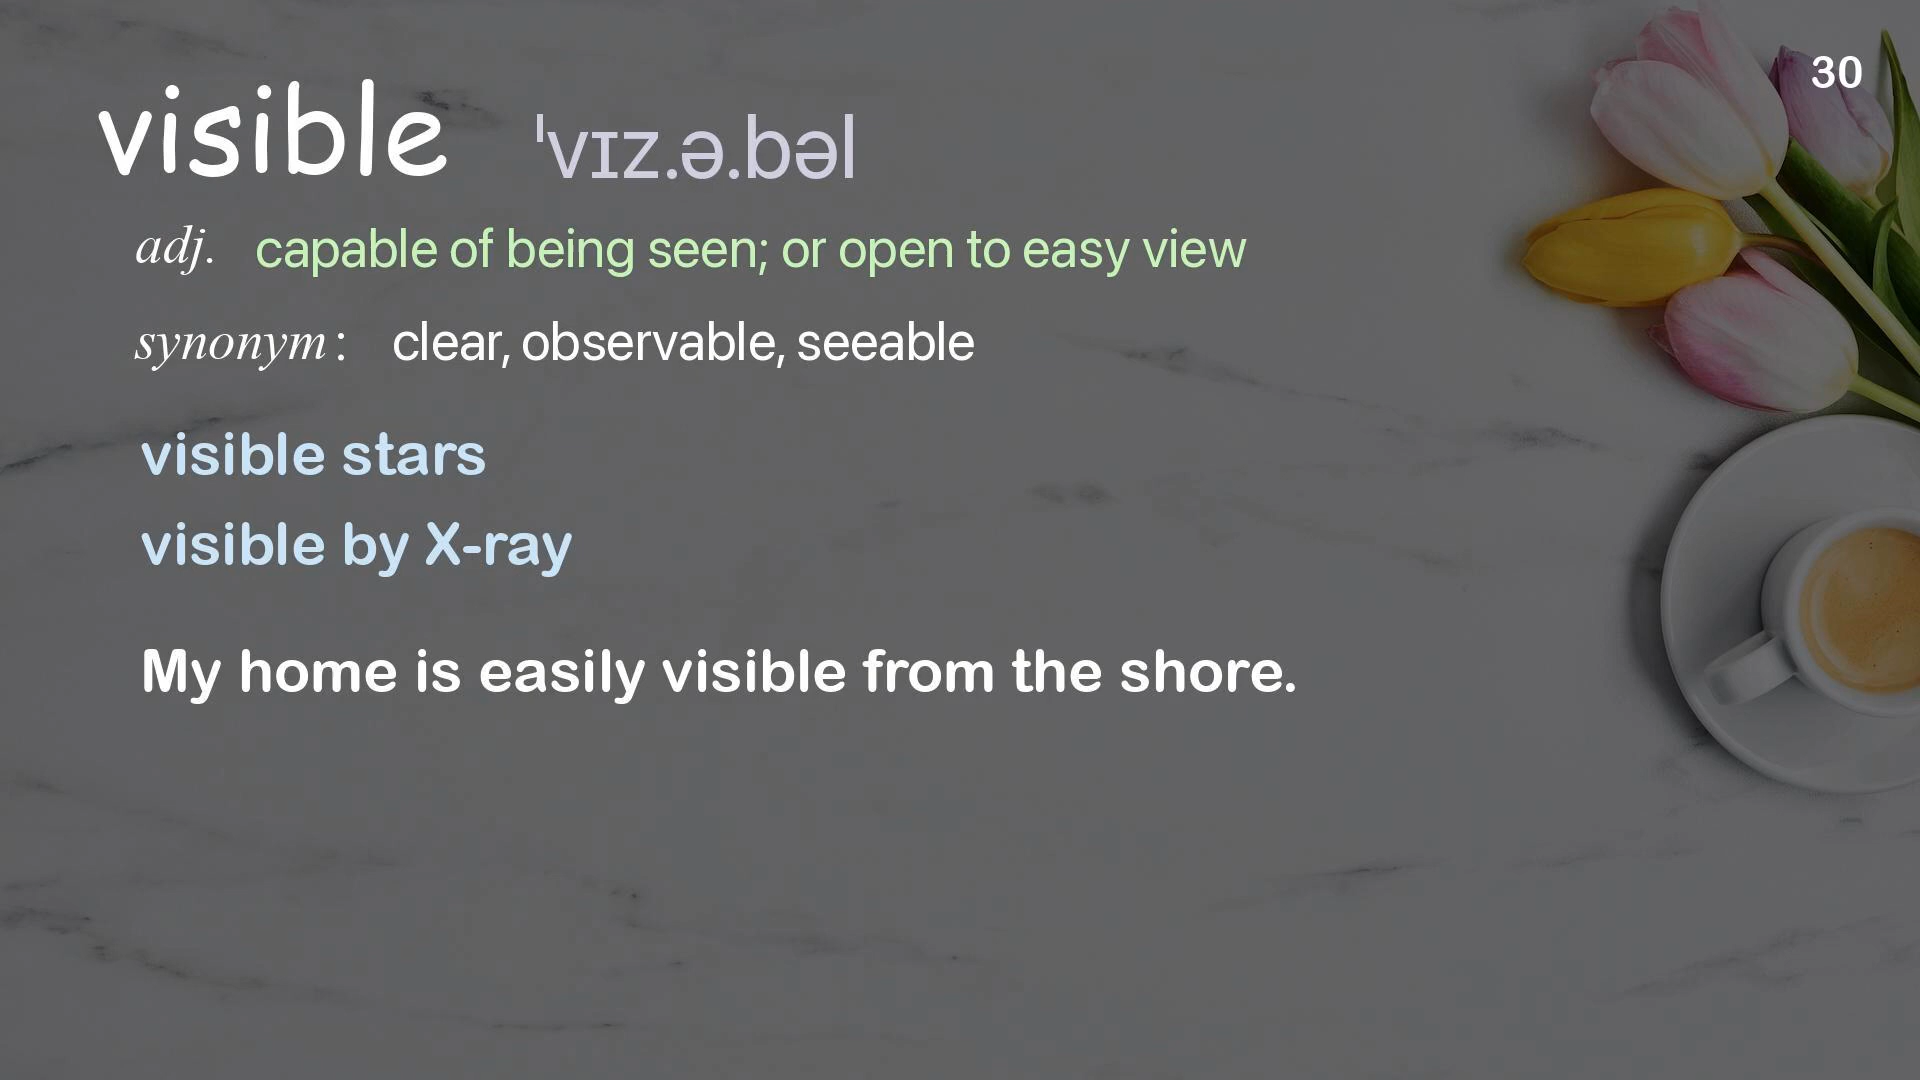 30
visible ˈvɪz.ə.bəl
adj. capable of being seen; or open to easy view
synonym: clear, observable, seeable
visible stars
visible by X-ray
My home is easily visible from the shore.